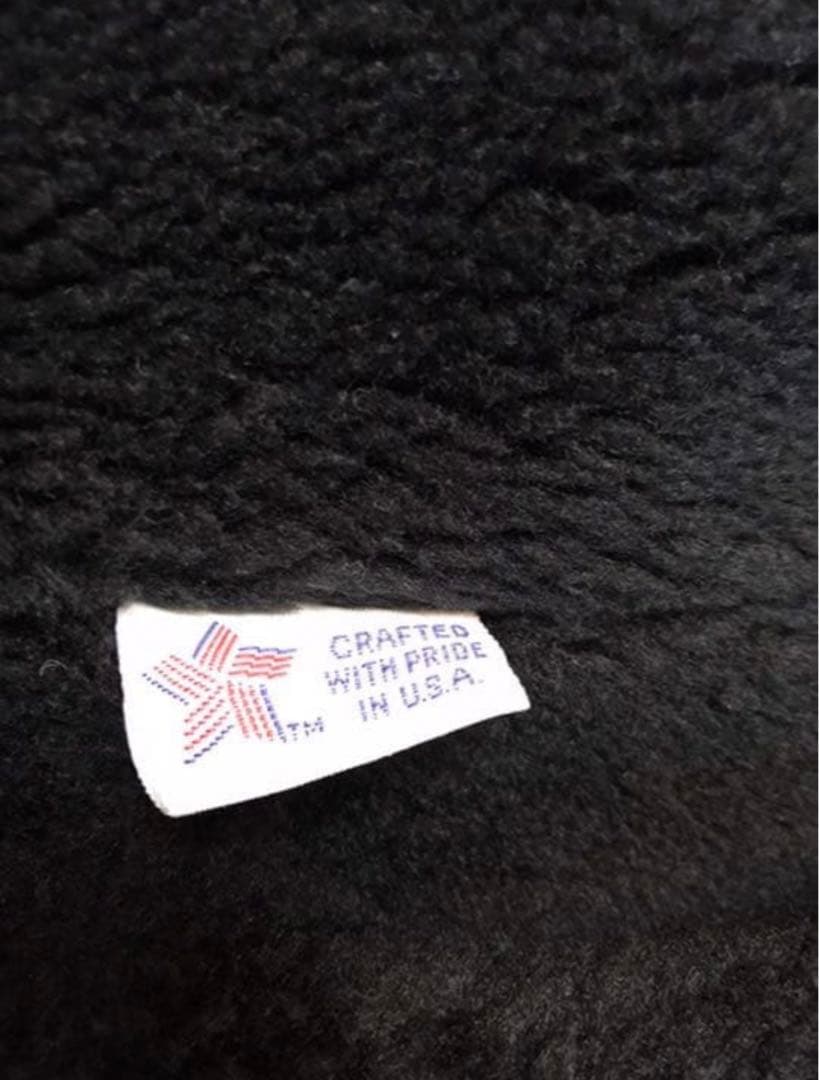 CRAFTED
WITH PRIDE
IN U.S.A.
TM